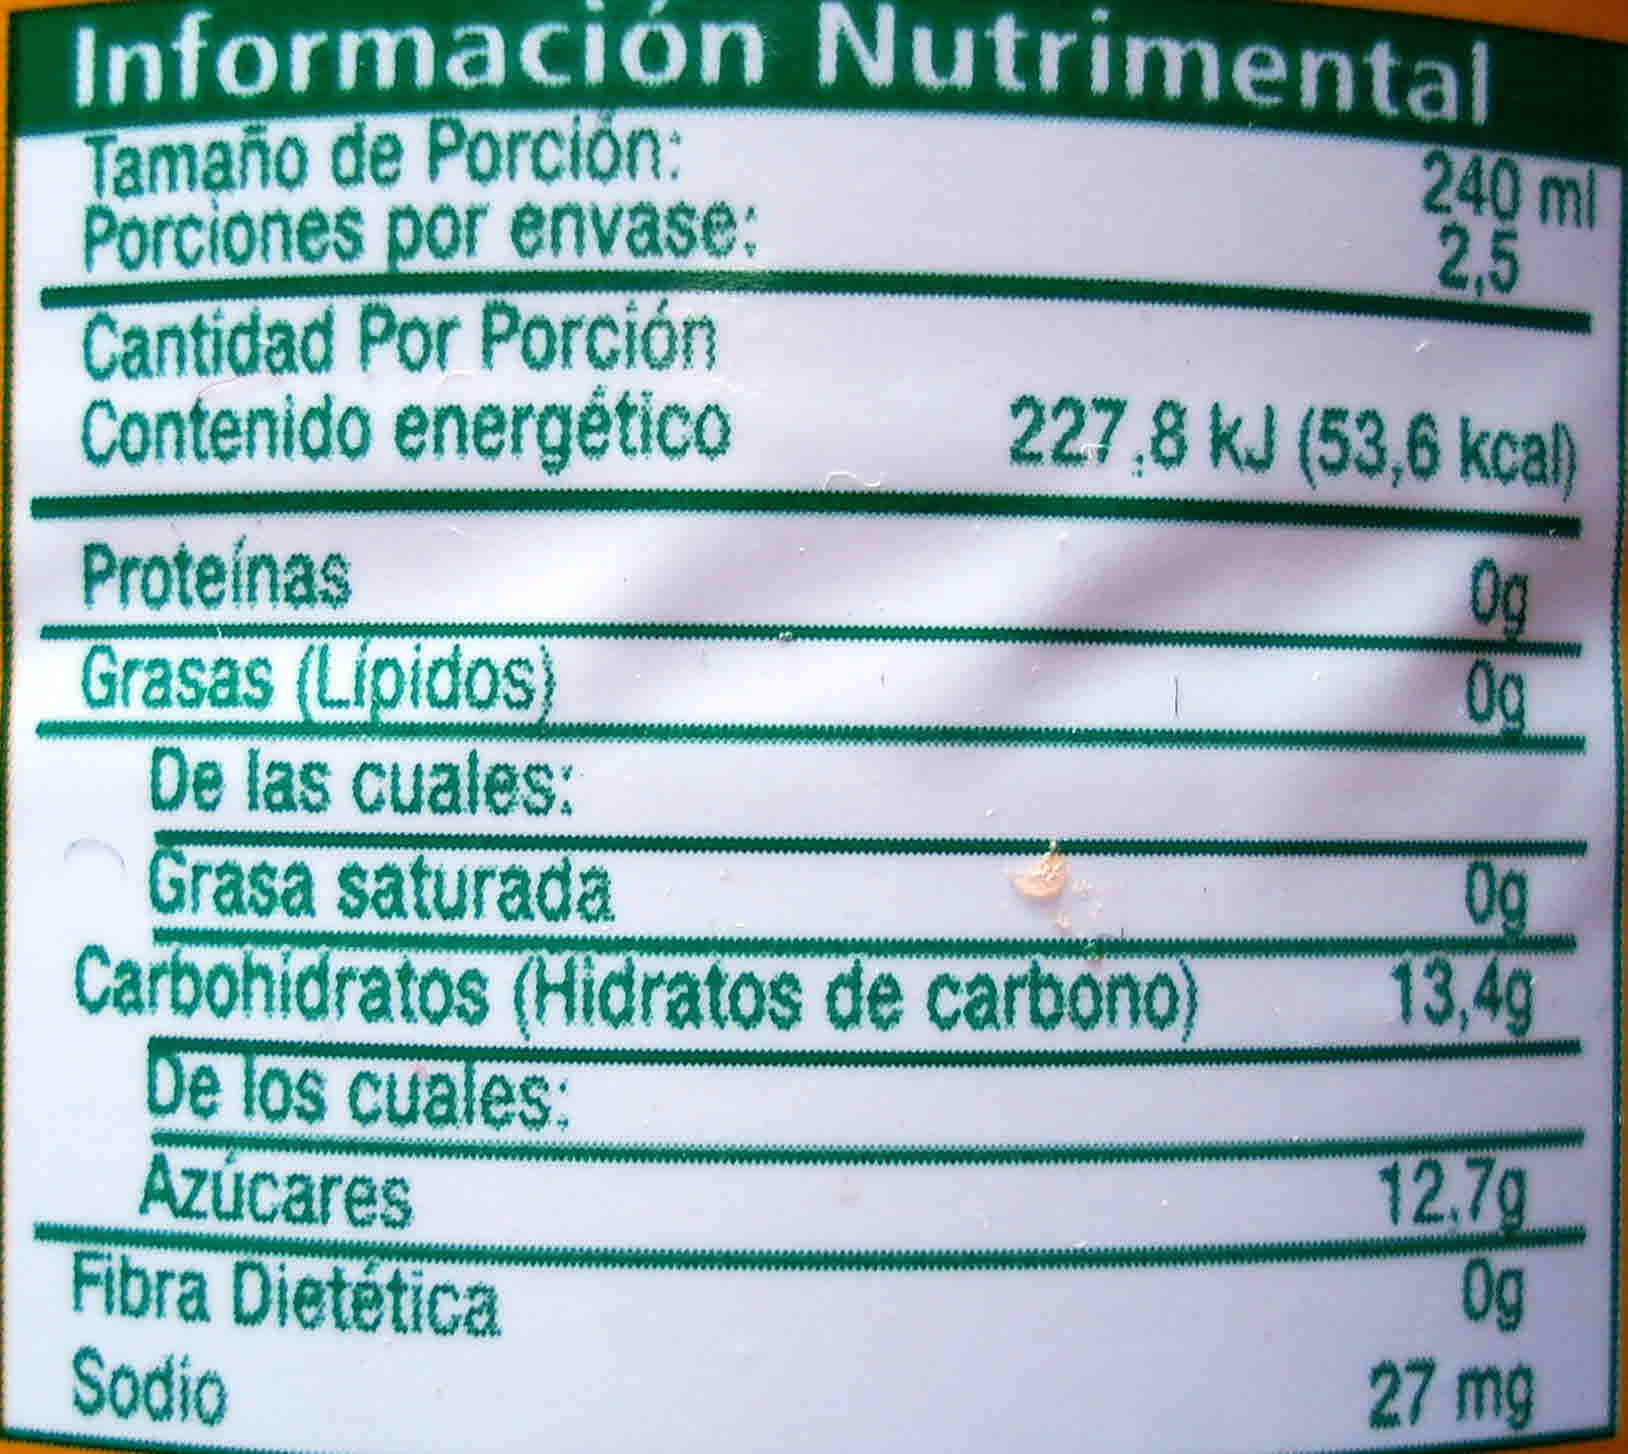 Información Nutrimental
Tamaño de Porción: 240 ml
Porciones por envase: 2,5
Cantidad Por Porción
Contenido energético 227,8 kJ (53,6 kcal)
Proteínas 0g
Grasas (Lípidos) 0g
De las cuales:
Grasa saturada 0g
Carbohidratos (Hidratos de carbono) 13,4g
De los cuales:
Azúcares 12.7g
Fibra Dietética 0g
Sodio 27 mg